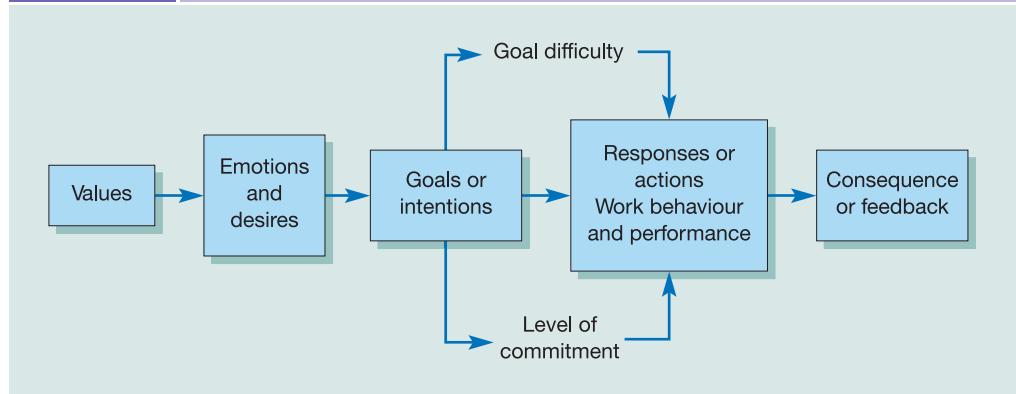 Goal difficulty
Values
Emotions
and
desires
Goals or
intentions
Responses or
actions
Work behaviour
and performance
Consequence
or feedback
Level of
commitment